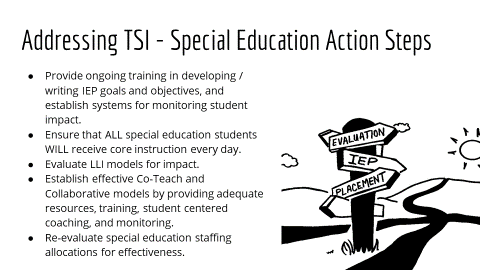 Addressing TSI - Special Education Action Steps
● Provide ongoing training in developing /
writing IEP goals and objectives, and
establish systems for monitoring student
impact.
● Ensure that ALL special education students
WILL receive core instruction every day.
● Evaluate LLI models for impact.
● Establish effective Co-Teach and
Collaborative models by providing adequate
resources, training, student centered
coaching, and monitoring.
● Re-evaluate special education staffing
allocations for effectiveness.
EVALUATION
IEP
PLACEMENT